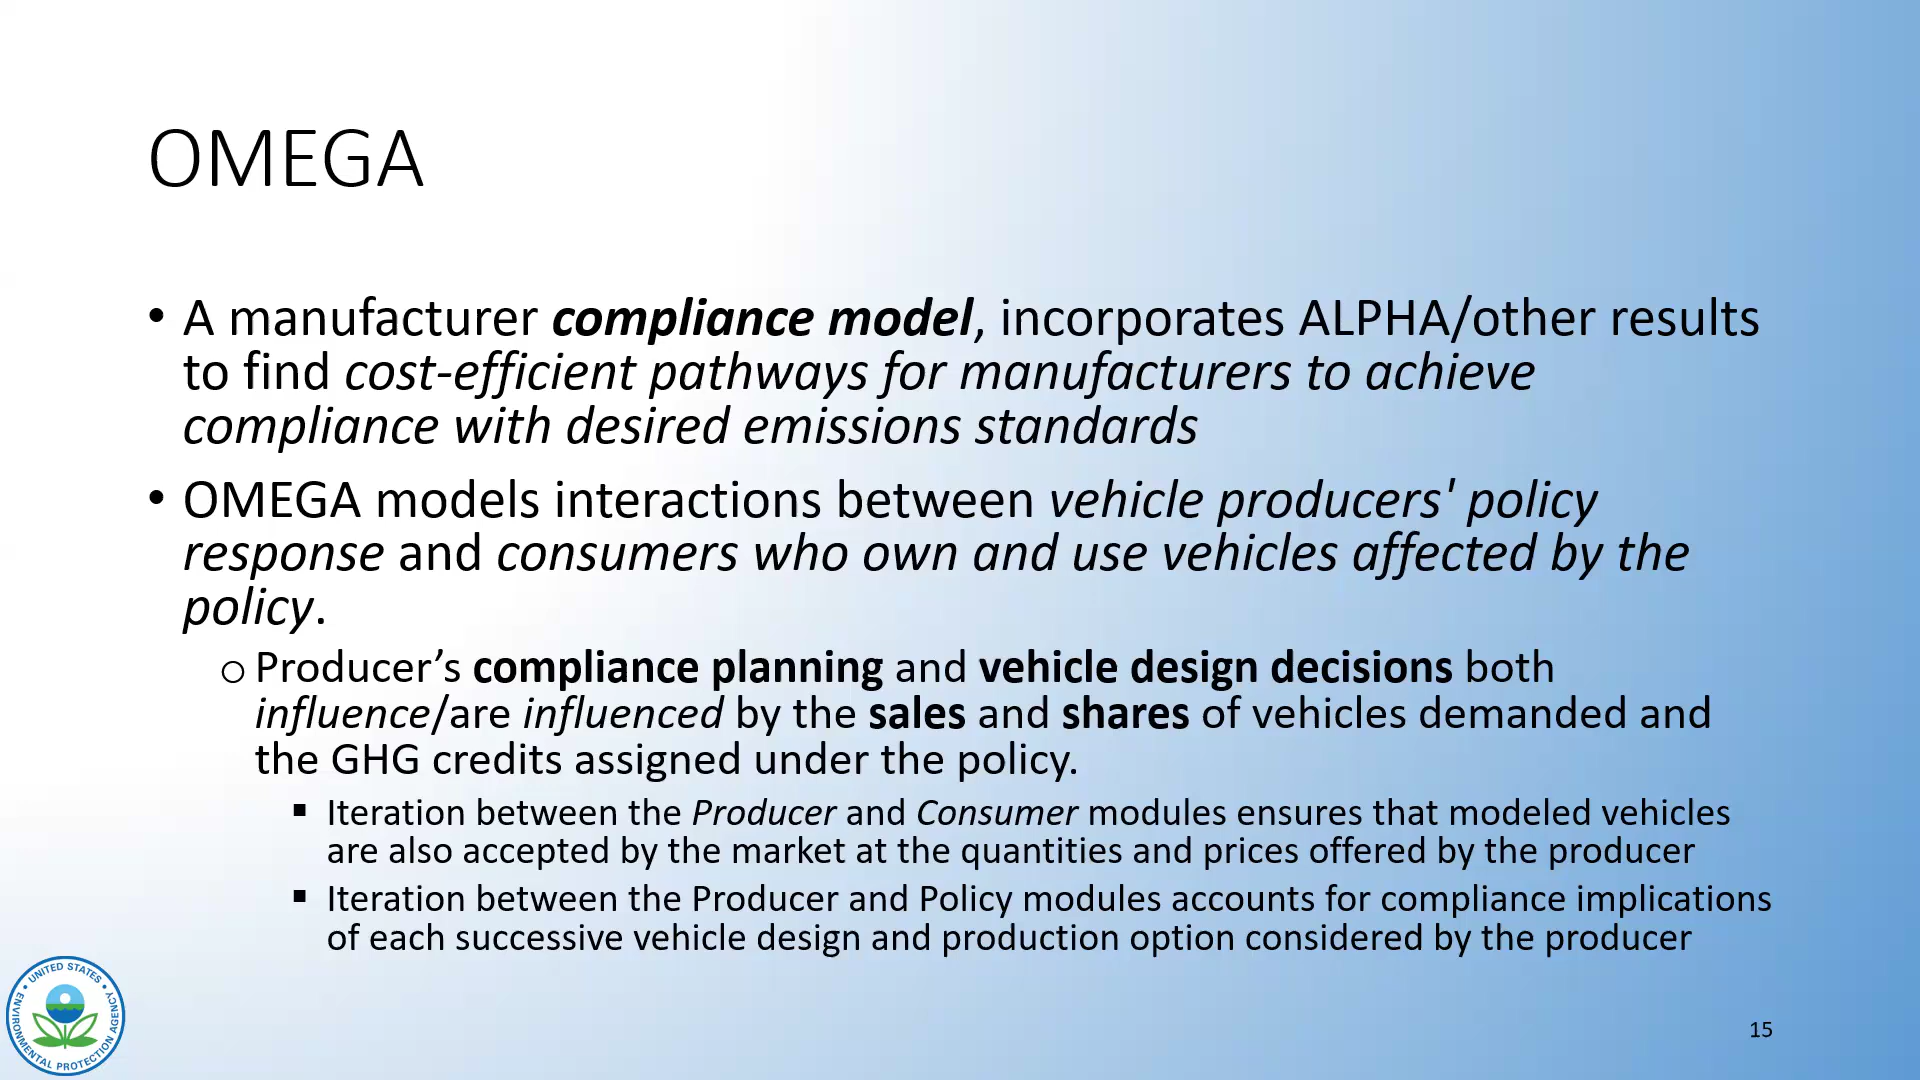 OMEGA
• A manufacturer compliance model, incorporates ALPHA/other results
to find cost-efficient pathways for manufacturers to achieve
compliance with desired emissions standards
• OMEGA models interactions between vehicle producers' policy
response and consumers who own and use vehicles affected by the
policy.
o Producer’s compliance planning and vehicle design decisions both
influence/are influenced by the sales and shares of vehicles demanded and
the GHG credits assigned under the policy.
▪ Iteration between the Producer and Consumer modules ensures that modeled vehicles
are also accepted by the market at the quantities and prices offered by the producer
▪ Iteration between the Producer and Policy modules accounts for compliance implications
of each successive vehicle design and production option considered by the producer
UNITED STATES
ENVIRONMENTAL PROTECTION AGENCY
15